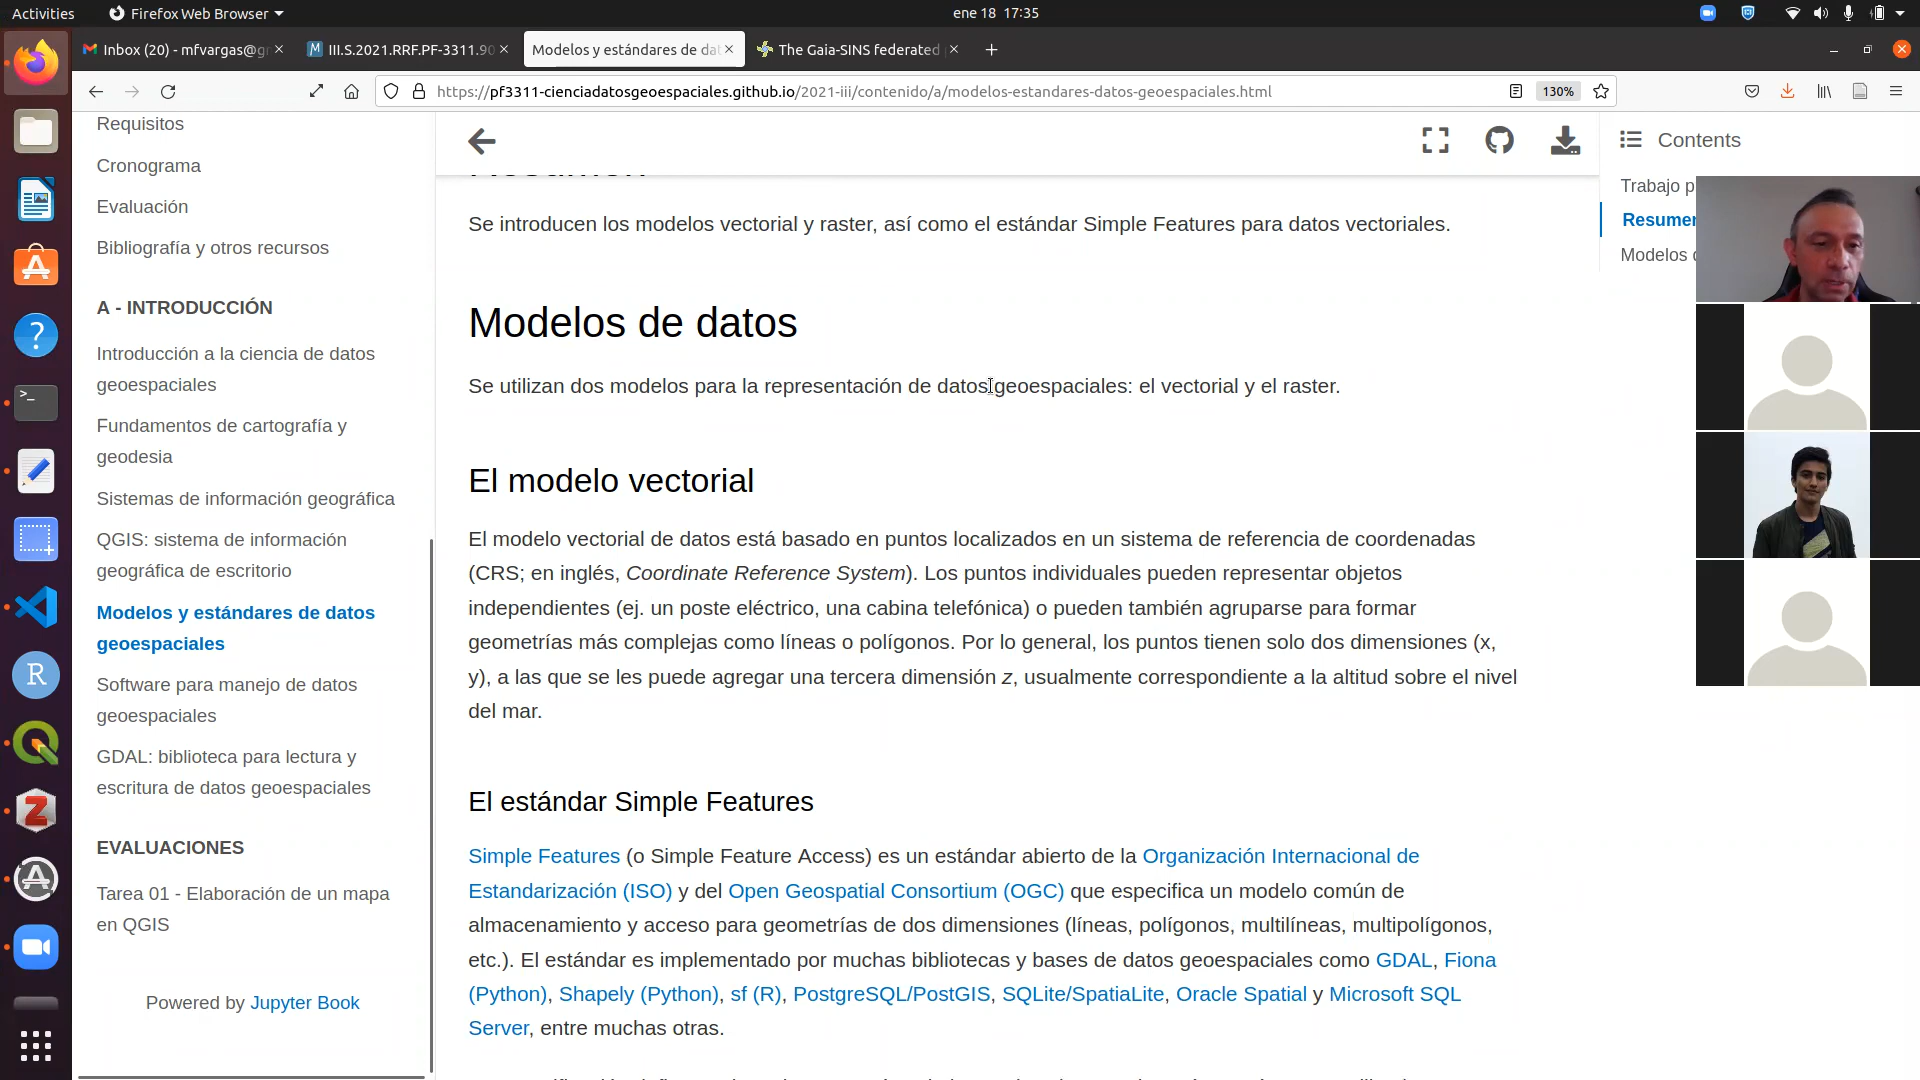 Activities
Firefox Web Browser
ene 18 17:35
Inbox (20) - mfvargas@g
III.S.2021.RRF.PF-3311.90
Modelos y estándares de dat
The Gaia-SINS federated
https://pf3311-cienciadatosgeoespaciales.github.io/2021-iii/contenido/a/modelos-estandares-datos-geoespaciales.html
130%
Requisitos
Cronograma
Evaluación
Bibliografía y otros recursos
A - INTRODUCCIÓN
Introducción a la ciencia de datos
geoespaciales
Fundamentos de cartografía y
geodesia
Sistemas de información geográfica
QGIS: sistema de información
geográfica de escritorio
Modelos y estándares de datos
geoespaciales
Software para manejo de datos
geoespaciales
GDAL: biblioteca para lectura y
escritura de datos geoespaciales
EVALUACIONES
Tarea 01 - Elaboración de un mapa
en QGIS
Powered by Jupyter Book
Resumen
Se introducen los modelos vectorial y raster, así como el estándar Simple Features para datos vectoriales.
Modelos de datos
Se utilizan dos modelos para la representación de datos geoespaciales: el vectorial y el raster.
El modelo vectorial
El modelo vectorial de datos está basado en puntos localizados en un sistema de referencia de coordenadas
(CRS; en inglés, Coordinate Reference System). Los puntos individuales pueden representar objetos
independientes (ej. un poste eléctrico, una cabina telefónica) o pueden también agruparse para formar
geometrías más complejas como líneas o polígonos. Por lo general, los puntos tienen solo dos dimensiones (x,
y), a las que se les puede agregar una tercera dimensión z, usualmente correspondiente a la altitud sobre el nivel
del mar.
El estándar Simple Features
Simple Features (o Simple Feature Access) es un estándar abierto de la Organización Internacional de
Estandarización (ISO) y del Open Geospatial Consortium (OGC) que especifica un modelo común de
almacenamiento y acceso para geometrías de dos dimensiones (líneas, polígonos, multilíneas, multipolígonos,
etc.). El estándar es implementado por muchas bibliotecas y bases de datos geoespaciales como GDAL, Fiona
(Python), Shapely (Python), sf (R), PostgreSQL/PostGIS, SQLite/SpatiaLite, Oracle Spatial y Microsoft SQL
Server, entre muchas otras.
Contents
Trabajo p
Resumen
Modelos